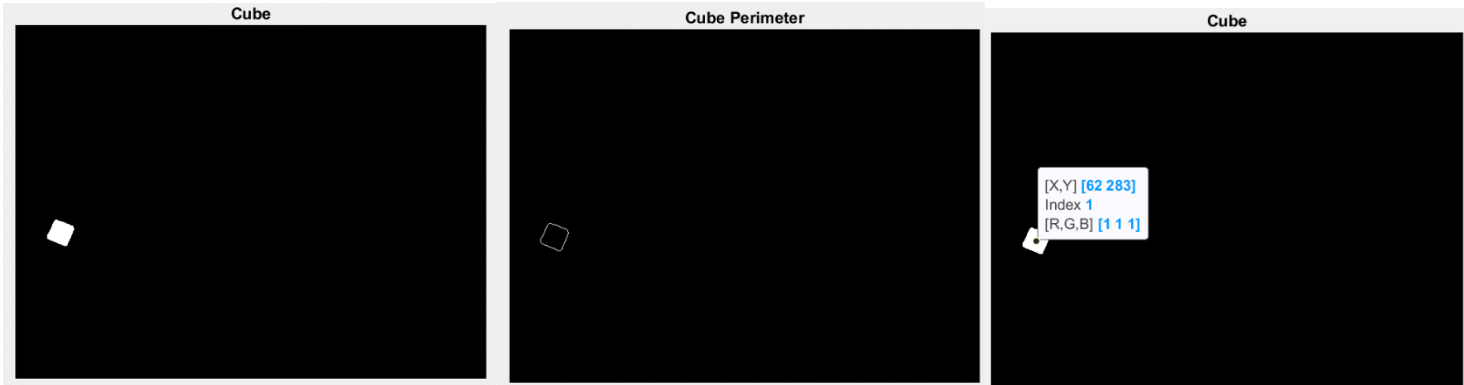 Cube
Cube Perimeter
Cube
[X,Y] [62 283]
Index 1
[R,G,B] [1 1 1]